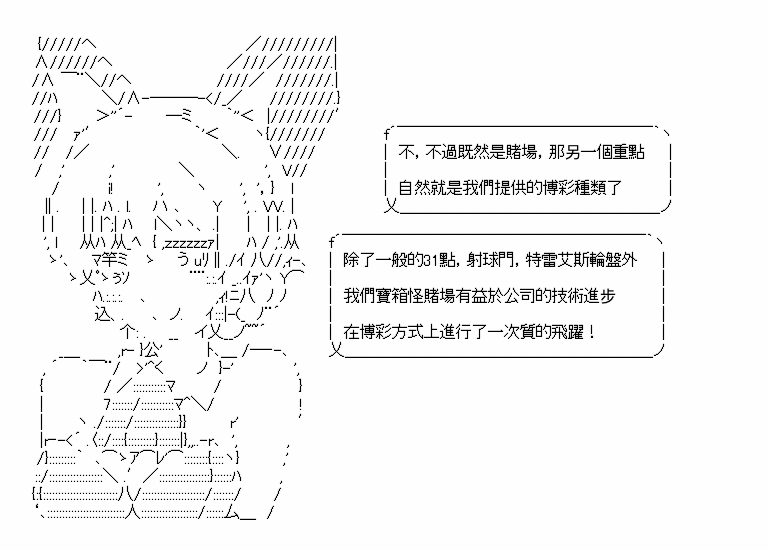 不，不過既然是賭場，那另一個重點
自然就是我們提供的博彩種類了
除了一般的31點，射球門，特雷艾斯輪盤外
我們寶箱怪賭場有益於公司的技術進步
在博彩方式上進行了一次質的飛躍！